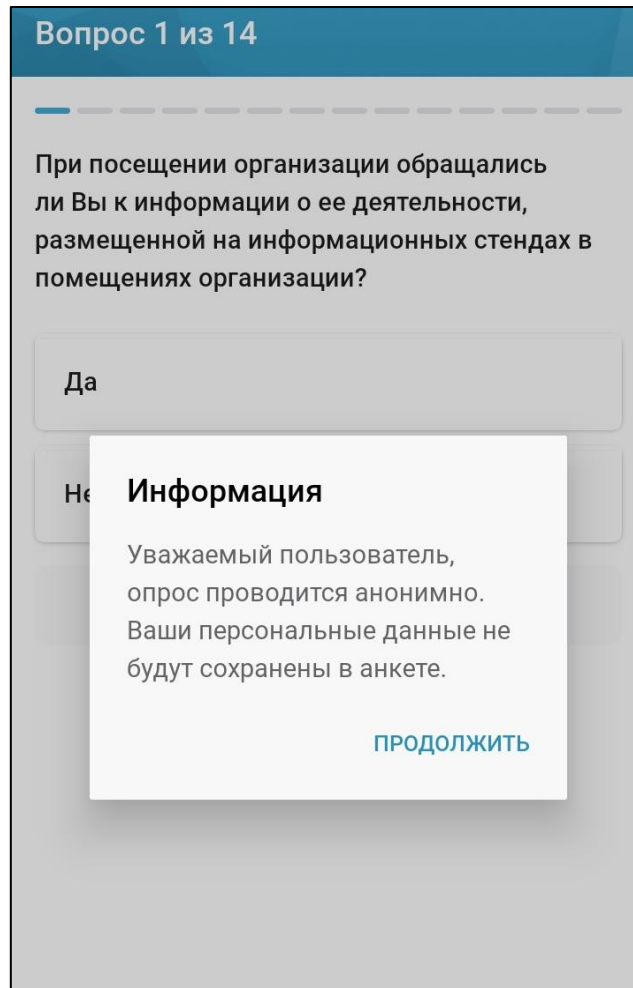 Вопрос 1 из 14
При посещении организации обращались
ли Вы к информации о ее деятельности,
размещенной на информационных стендах в
помещениях организации?
Да
Информация
Уважаемый пользователь,
опрос проводится анонимно.
Ваши персональные данные не
будут сохранены в анкете.
ПРОДОЛЖИТЬ